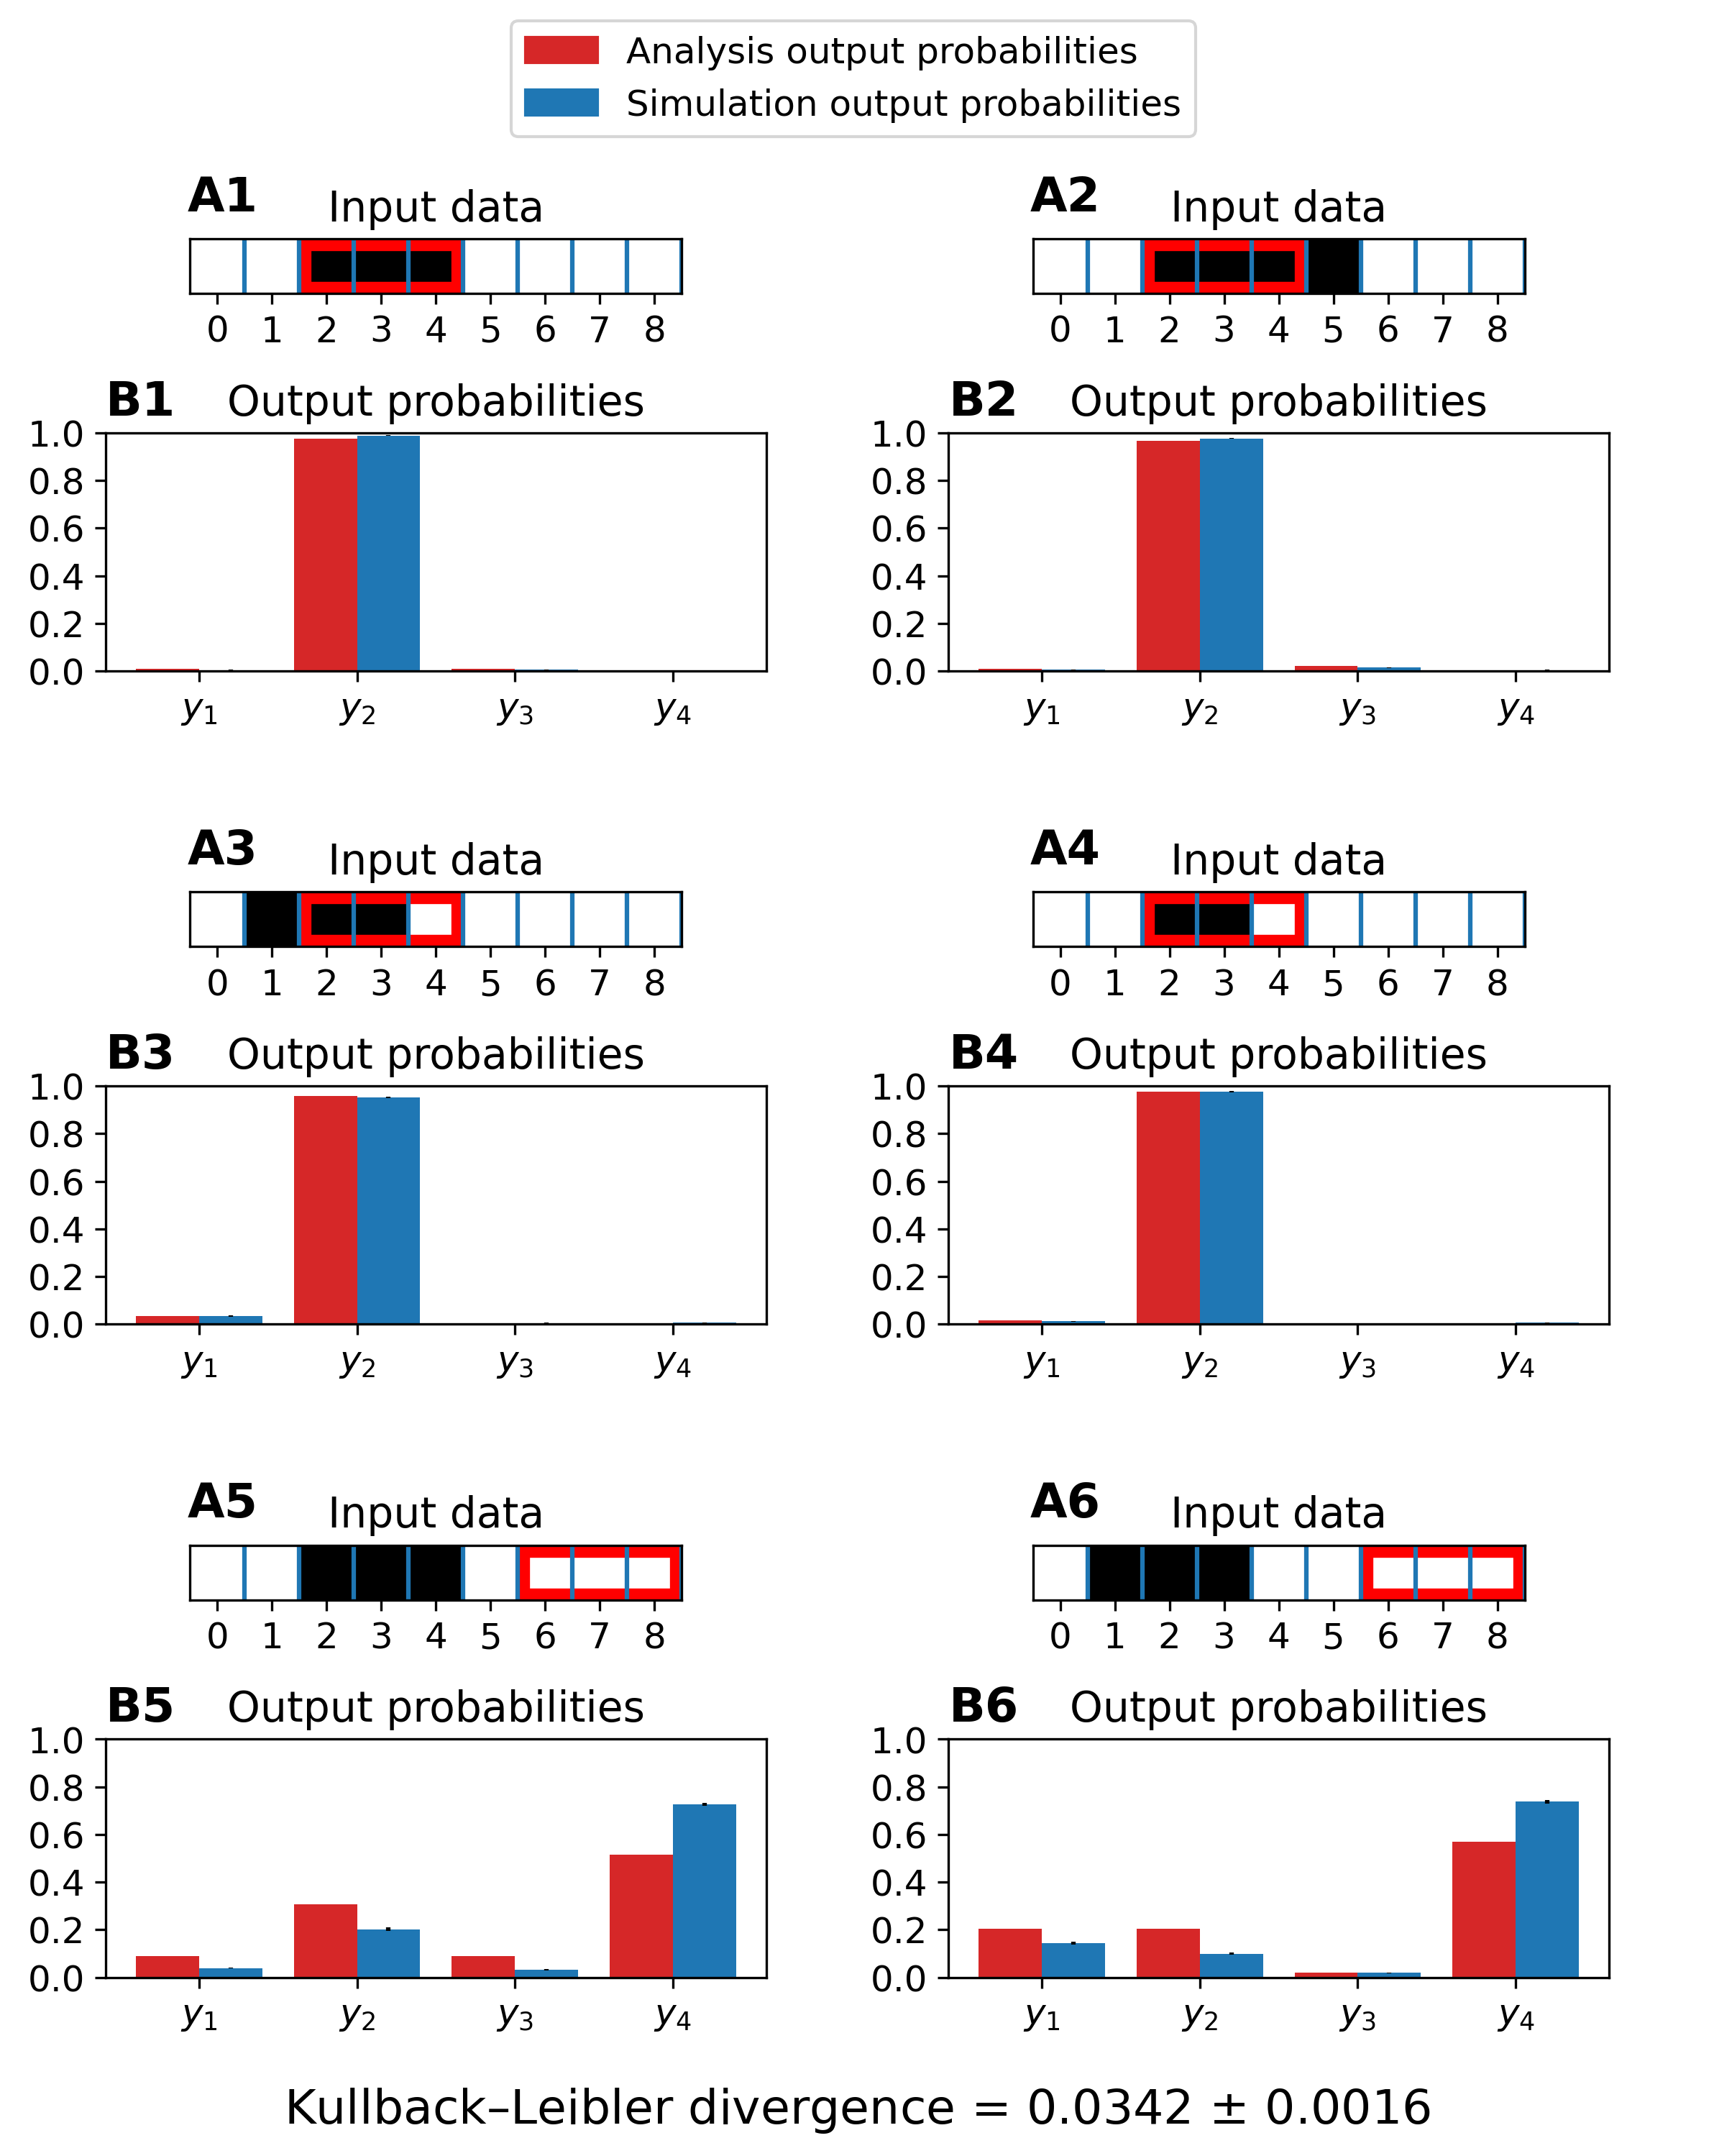 Analysis output probabilities
Simulation output probabilities
A1 Input data
0 1 2 3 4 5 6 7 8
A2 Input data
0 1 2 3 4 5 6 7 8
B1 Output probabilities
1.0
0.8
0.6
0.4
0.2
0.0
y1 y2 y3 y4
B2 Output probabilities
1.0
0.8
0.6
0.4
0.2
0.0
y1 y2 y3 y4
A3 Input data
0 1 2 3 4 5 6 7 8
A4 Input data
0 1 2 3 4 5 6 7 8
B3 Output probabilities
1.0
0.8
0.6
0.4
0.2
0.0
y1 y2 y3 y4
B4 Output probabilities
1.0
0.8
0.6
0.4
0.2
0.0
y1 y2 y3 y4
A5 Input data
0 1 2 3 4 5 6 7 8
A6 Input data
0 1 2 3 4 5 6 7 8
B5 Output probabilities
1.0
0.8
0.6
0.4
0.2
0.0
y1 y2 y3 y4
B6 Output probabilities
1.0
0.8
0.6
0.4
0.2
0.0
y1 y2 y3 y4
Kullback–Leibler divergence = 0.0342 ± 0.0016